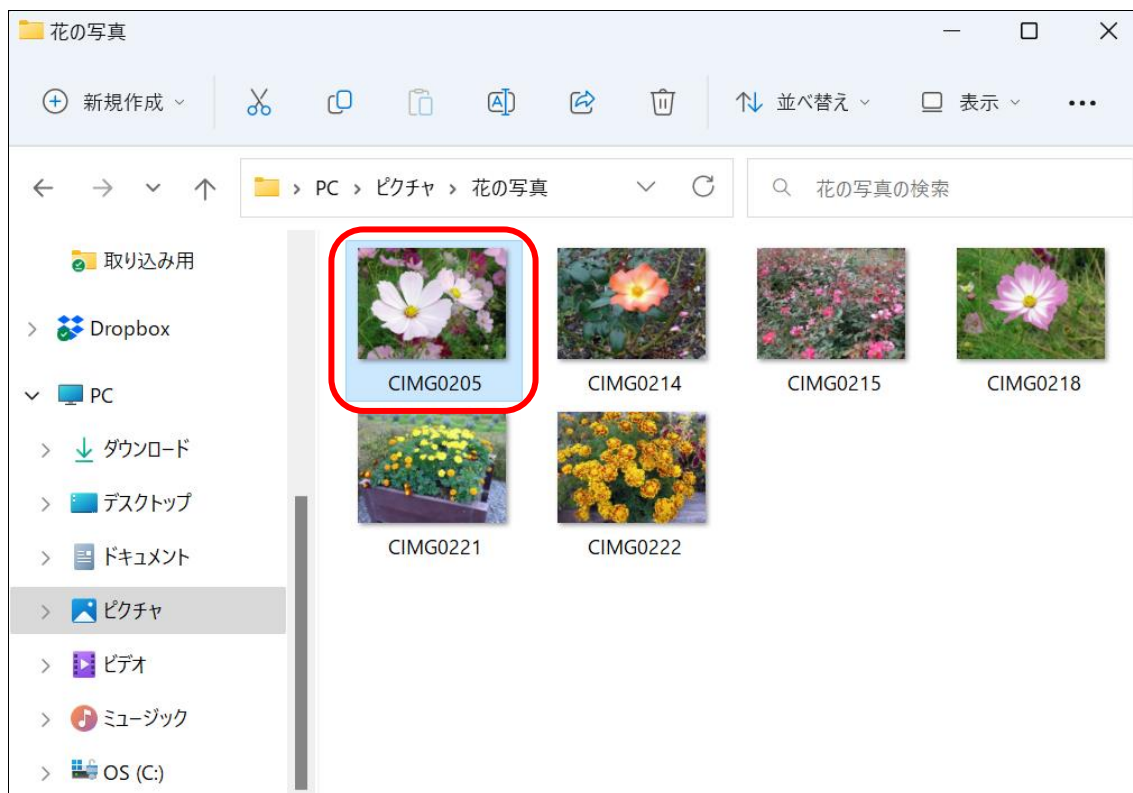 花の写真
新規作成
並べ替え
表示
PC › ピクチャ › 花の写真
花の写真の検索
取り込み用
Dropbox
PC
ダウンロード
デスクトップ
ドキュメント
ピクチャ
ビデオ
ミュージック
OS (C:)
CIMG0205
CIMG0214
CIMG0215
CIMG0218
CIMG0221
CIMG0222